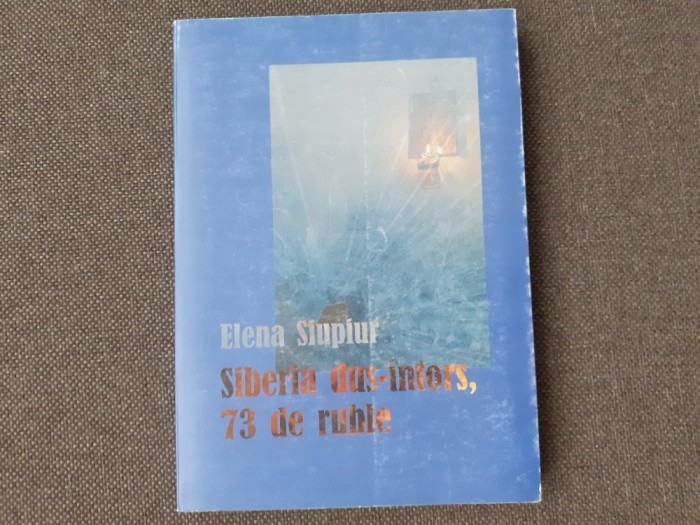 Elena Siupiur
Siberia dus-întors,
73 de ruble